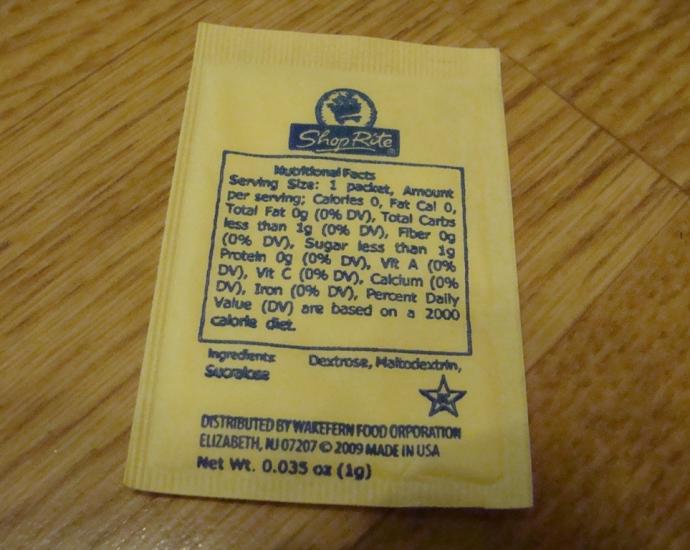 ShopRite®
Nutritional Facts
Serving Size: 1 packet, Amount
per serving; Calories 0, Fat Cal 0,
Total Fat 0g (0% DV), Total Carbs
less than 1g (0% DV), Fiber 0g
(0% DV), Sugar less than 1g
Protein 0g (0% DV), Vit A (0%
DV), Vit C (0% DV), Calcium (0%
DV), Iron (0% DV), Percent Daily
Value (DV) are based on a 2000
calorie diet.
Ingredients: Dextrose, Maltodextrin,
Sucralose
K
DISTRIBUTED BY WAKEFERN FOOD ORPORATION
ELIZABETH, NJ 07207 © 2009 MADE IN USA
Net Wt. 0.035 oz (1g)